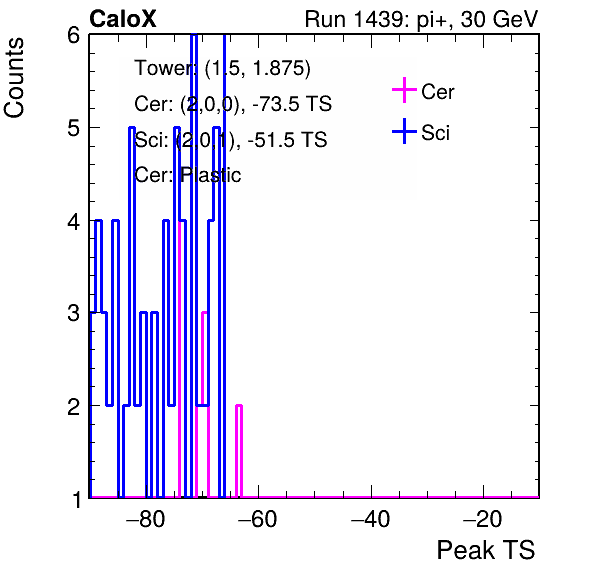 CaloX Run 1439: pi+, 30 GeV
Counts
Tower: (1.5, 1.875)
Cer: (2,0,0), -73.5 TS
Sci: (2,0,1), -51.5 TS
Cer: Plastic
Cer
Sci
6
5
4
3
2
1
−80 −60 −40 −20
Peak TS